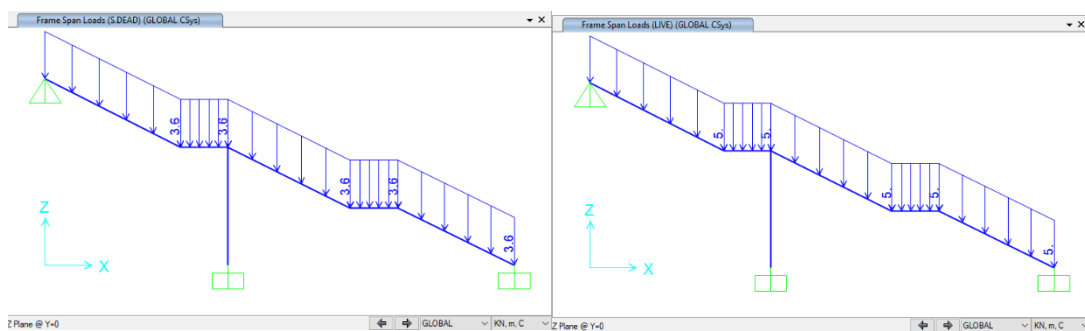 Frame Span Loads (S.DEAD) (GLOBAL CSys)
3.6
3.6
3.6
3.6
3.6
Z
X
Z Plane @ Y=0
GLOBAL
KN, m, C
Frame Span Loads (LIVE) (GLOBAL CSys)
5.
5.
5.
5.
5.
Z
X
Z Plane @ Y=0
GLOBAL
KN, m, C